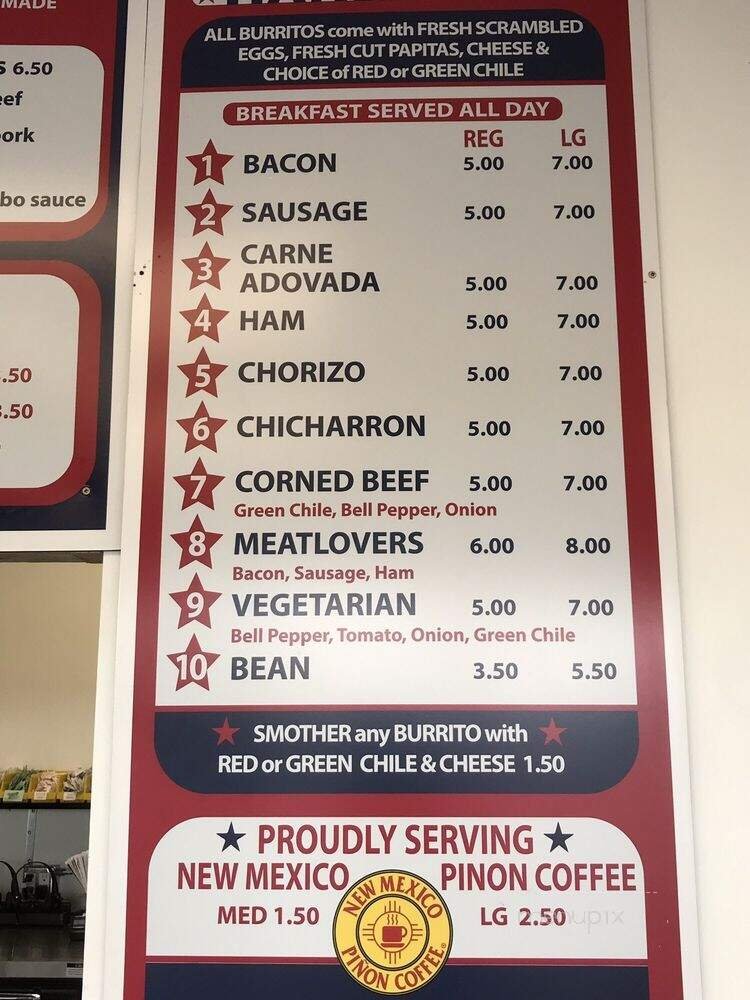 MADE
6.50
ALL BURRITOS come with FRESH SCRAMBLED
EGGS, FRESH CUT PAPITAS, CHEESE &
CHOICE of RED or GREEN CHILE
BREAKFAST SERVED ALL DAY
REG LG
1 BACON 5.00 7.00
2 SAUSAGE 5.00 7.00
3 CARNE
ADOVADA 5.00 7.00
4 HAM 5.00 7.00
5 CHORIZO 5.00 7.00
6 CHICHARRON 5.00 7.00
7 CORNED BEEF 5.00 7.00
Green Chile, Bell Pepper, Onion
8 MEATLOVERS 6.00 8.00
Bacon, Sausage, Ham
9 VEGETARIAN 5.00 7.00
Bell Pepper, Tomato, Onion, Green Chile
10 BEAN 3.50 5.50
SMOTHER any BURRITO with
RED or GREEN CHILE & CHEESE 1.50
PROUDLY SERVING
NEW MEXICO PINON COFFEE
MED 1.50 LG 2.50
NEW MEXICO
PIÑON COFFEE
sauce
.50
.50
menupix